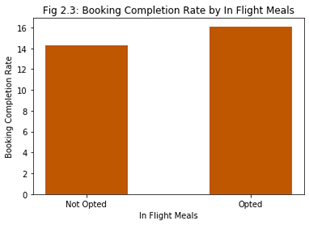 Fig 2.3: Booking Completion Rate by In Flight Meals
Booking Completion Rate
16
14
12
10
8
6
4
2
0
Not Opted Opted
In Flight Meals